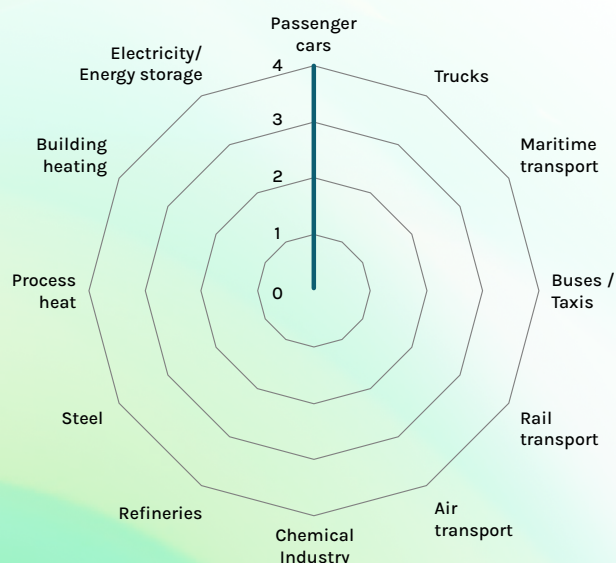 Passenger
cars
Electricity/
Energy storage
4
Trucks
3
Building
heating
Maritime
transport
2
1
Process
heat
0
Buses /
Taxis
Steel
Rail
transport
Refineries
Air
transport
Chemical
Industry